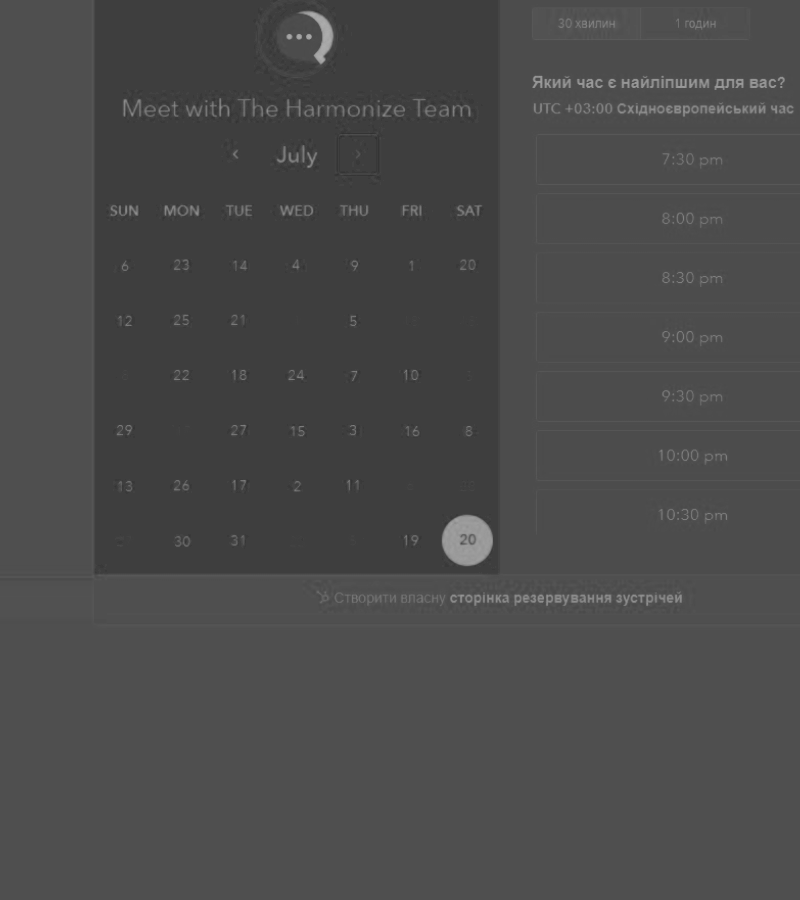 30 хвилин 1 годин
Який час є найліпшим для вас?
Meet with The Harmonize Team
UTC +03:00 Східноєвропейський час
‹ July ›
7:30 pm
SUN MON TUE WED THU FRI SAT
8:00 pm
6 23 14 4 9 1 20
8:30 pm
12 25 21 5
9:00 pm
22 18 24 7 10
9:30 pm
29 27 15 3 16 8
10:00 pm
13 26 17 2 11
10:30 pm
30 31 19 20
Створити власну сторінка резервування зустрічей